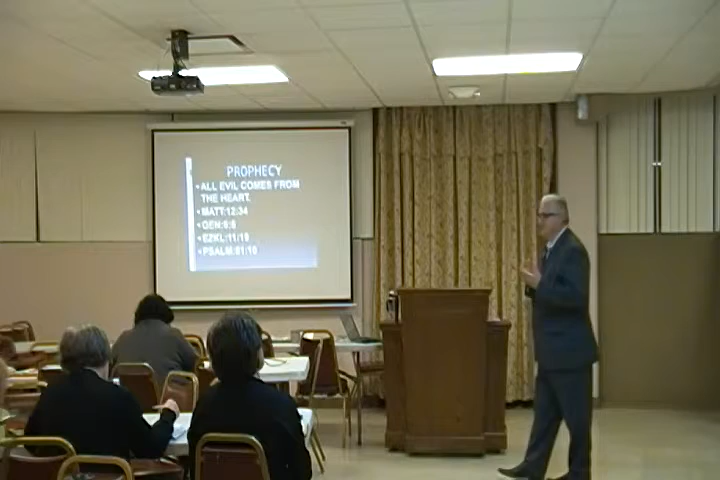 PROPHECY
•ALL EVIL COMES FROM
THE HEART.
•MATT:12:34
•GEN:6:5
•EZKL:11/19
•PSALM:51:10